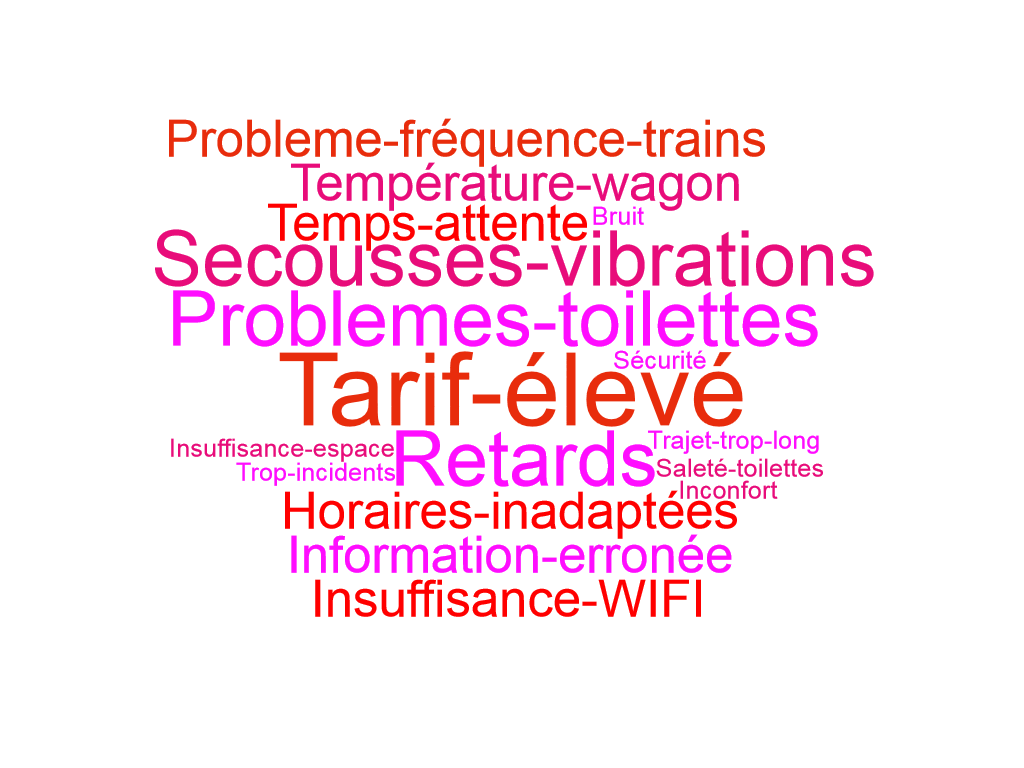 Probleme-fréquence-trains
Température-wagon
Temps-attente Bruit
Secousses-vibrations
Problemes-toilettes
Sécurité
Tarif-élevé
Insuffisance-espace Retards Trajet-trop-long
Trop-incidents Saleté-toilettes
Inconfort
Horaires-inadaptées
Information-erronée
Insuffisance-WIFI